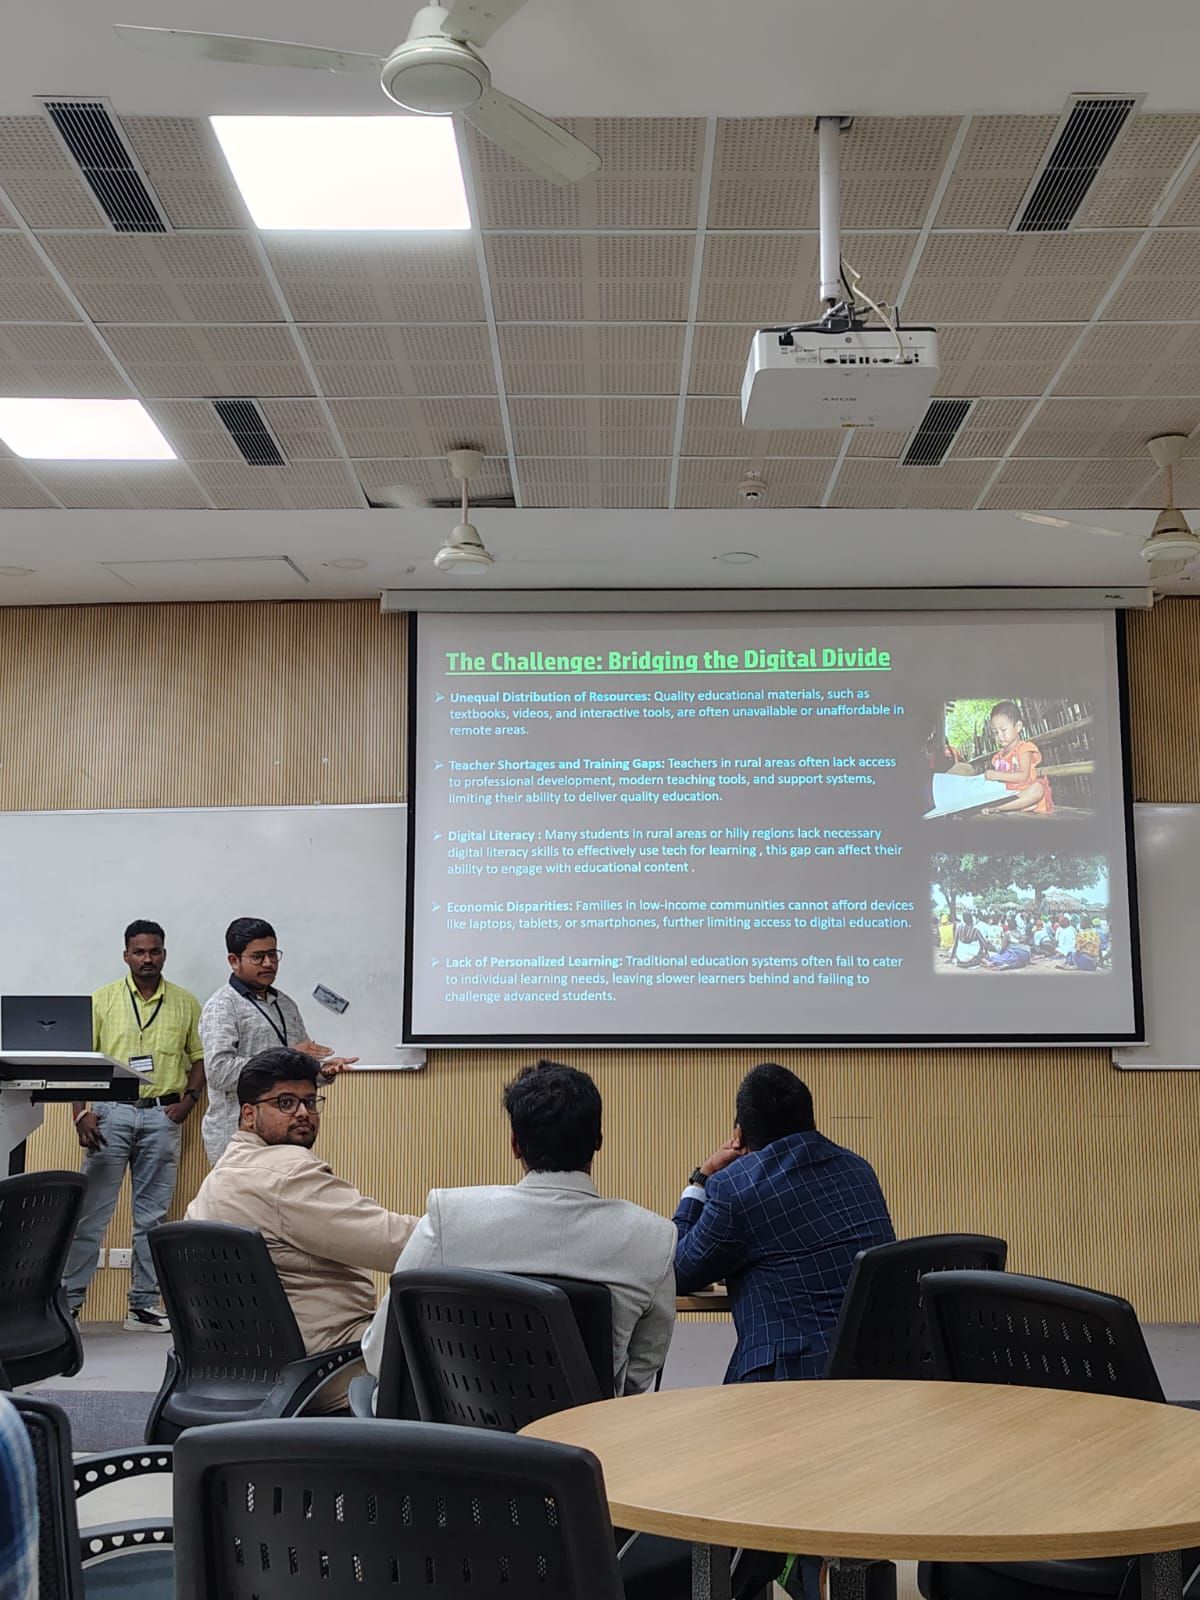 SONY
The Challenge: Bridging the Digital Divide
➢ Unequal Distribution of Resources: Quality educational materials, such as
textbooks, videos, and interactive tools, are often unavailable or unaffordable in
remote areas.
➢ Teacher Shortages and Training Gaps: Teachers in rural areas often lack access
to professional development, modern teaching tools, and support systems,
limiting their ability to deliver quality education.
➢ Digital Literacy : Many students in rural areas or hilly regions lack necessary
digital literacy skills to effectively use tech for learning , this gap can affect their
ability to engage with educational content .
➢ Economic Disparities: Families in low-income communities cannot afford devices
like laptops, tablets, or smartphones, further limiting access to digital education.
➢ Lack of Personalized Learning: Traditional education systems often fail to cater
to individual learning needs, leaving slower learners behind and failing to
challenge advanced students.